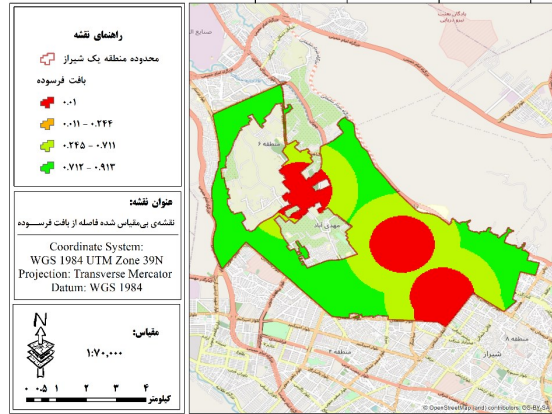 راهنمای نقشه
محدوده منطقه یک شیراز
بافت فرسوده
۰.۰۱
۰.۰۱۱ - ۰.۲۴۴
۰.۲۴۵ - ۰.۷۱۱
۰.۷۱۲ - ۰.۹۱۳
عنوان نقشه:
نقشه‌ی بی‌مقیاس شده فاصله از بافت فرسوده
Coordinate System:
WGS 1984 UTM Zone 39N
Projection: Transverse Mercator
Datum: WGS 1984
N
مقیاس:
۱:۷۰,۰۰۰
۰ ۰.۵ ۱ ۲ ۳ ۴
کیلومتر
منطقه ۶
مهدی آباد
منطقه ۸
شیراز
© OpenStreetMap (and) contributors, CC-BY-SA